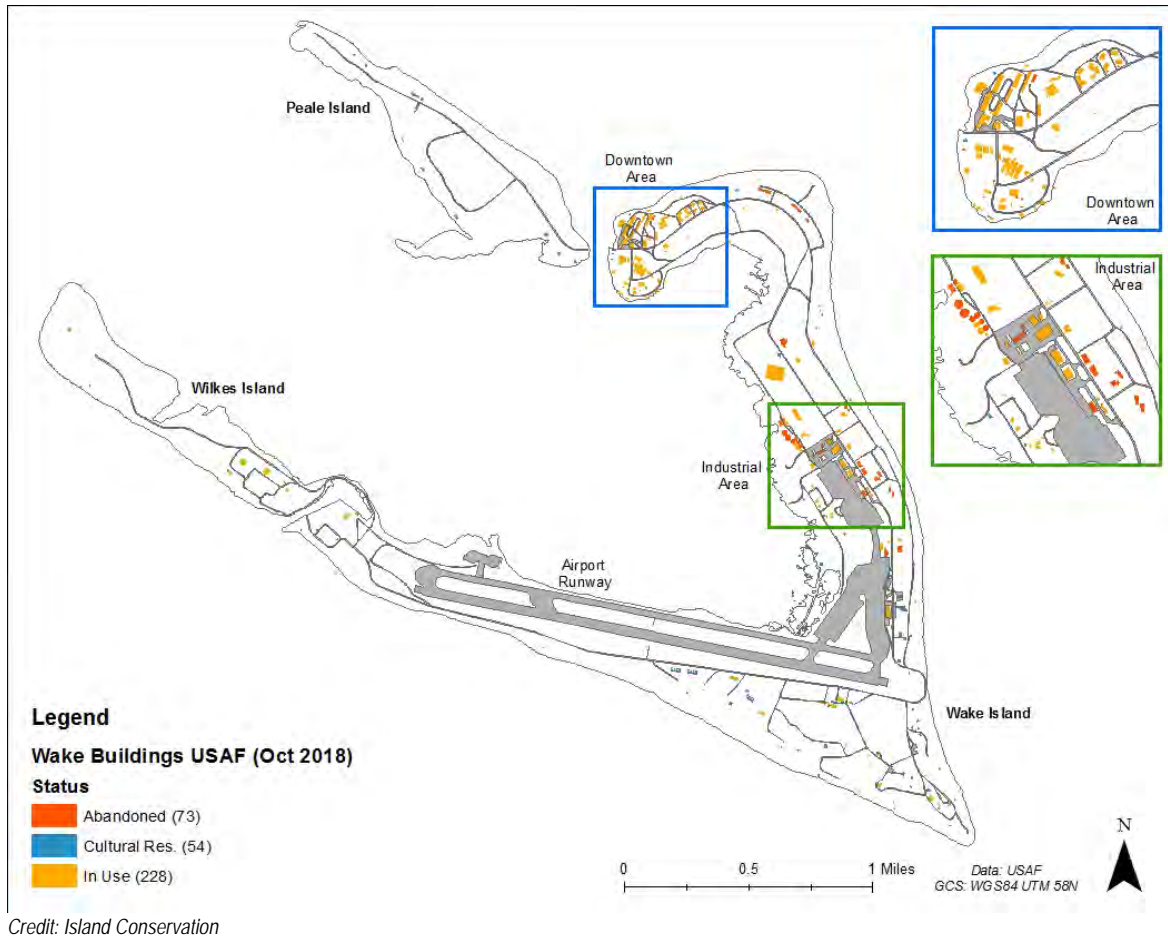 Peale Island
Downtown
Area
Downtown
Area
Industrial
Area
Wilkes Island
Industrial
Area
Airport
Runway
Wake Island
Legend
Wake Buildings USAF (Oct 2018)
Status
Abandoned (73)
Cultural Res. (54)
In Use (228)
0 0.5 1 Miles
Data: USAF
GCS: WGS84 UTM 58N
N
Credit: Island Conservation